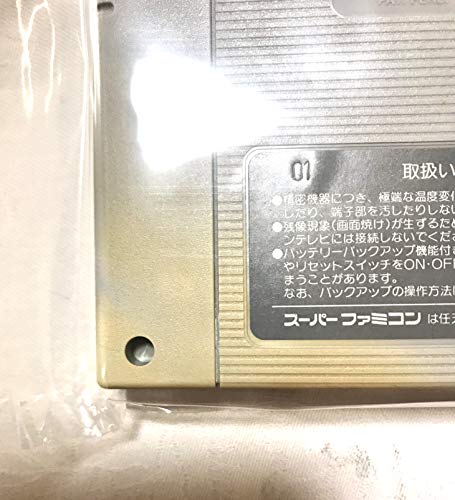 01
取扱い
●精密機器につき、極端な温度変化
したり、端子部を汚したりしない
●残像現象(画面焼け)が生ずるため
ンテレビには接続しないでくださ
●バッテリーバックアップ機能付き
やリセットスイッチをON・OFF
まうことがあります。
なお、バックアップの操作方法は
スーパーファミコン は任天